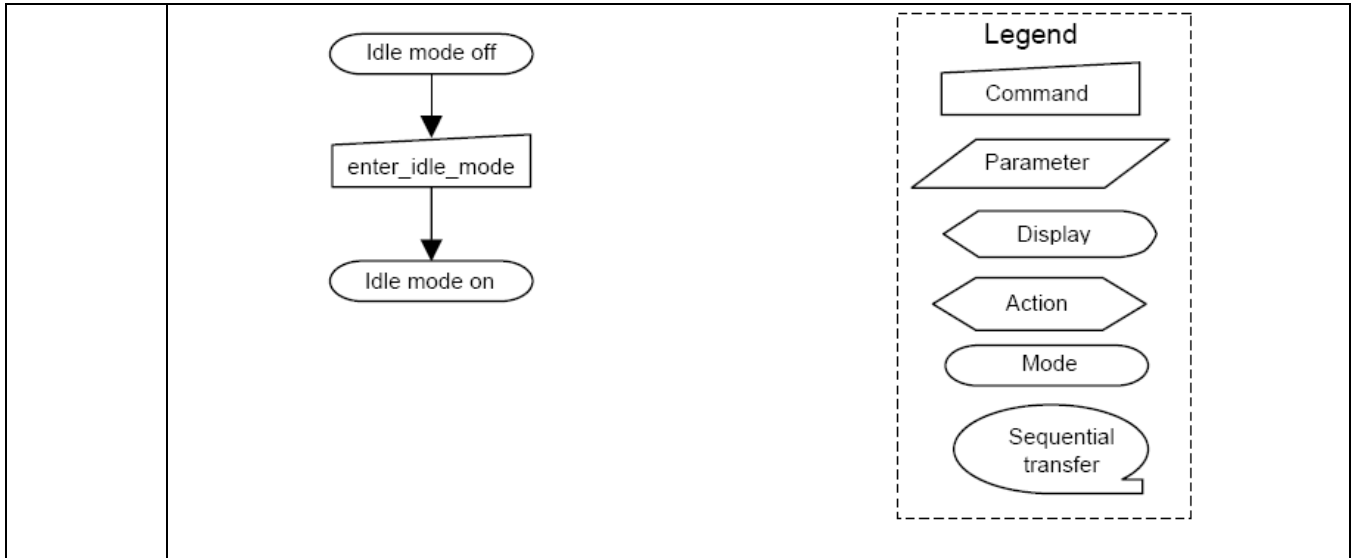 Idle mode off
enter_idle_mode
Idle mode on
Legend
Command
Parameter
Display
Action
Mode
Sequential
transfer